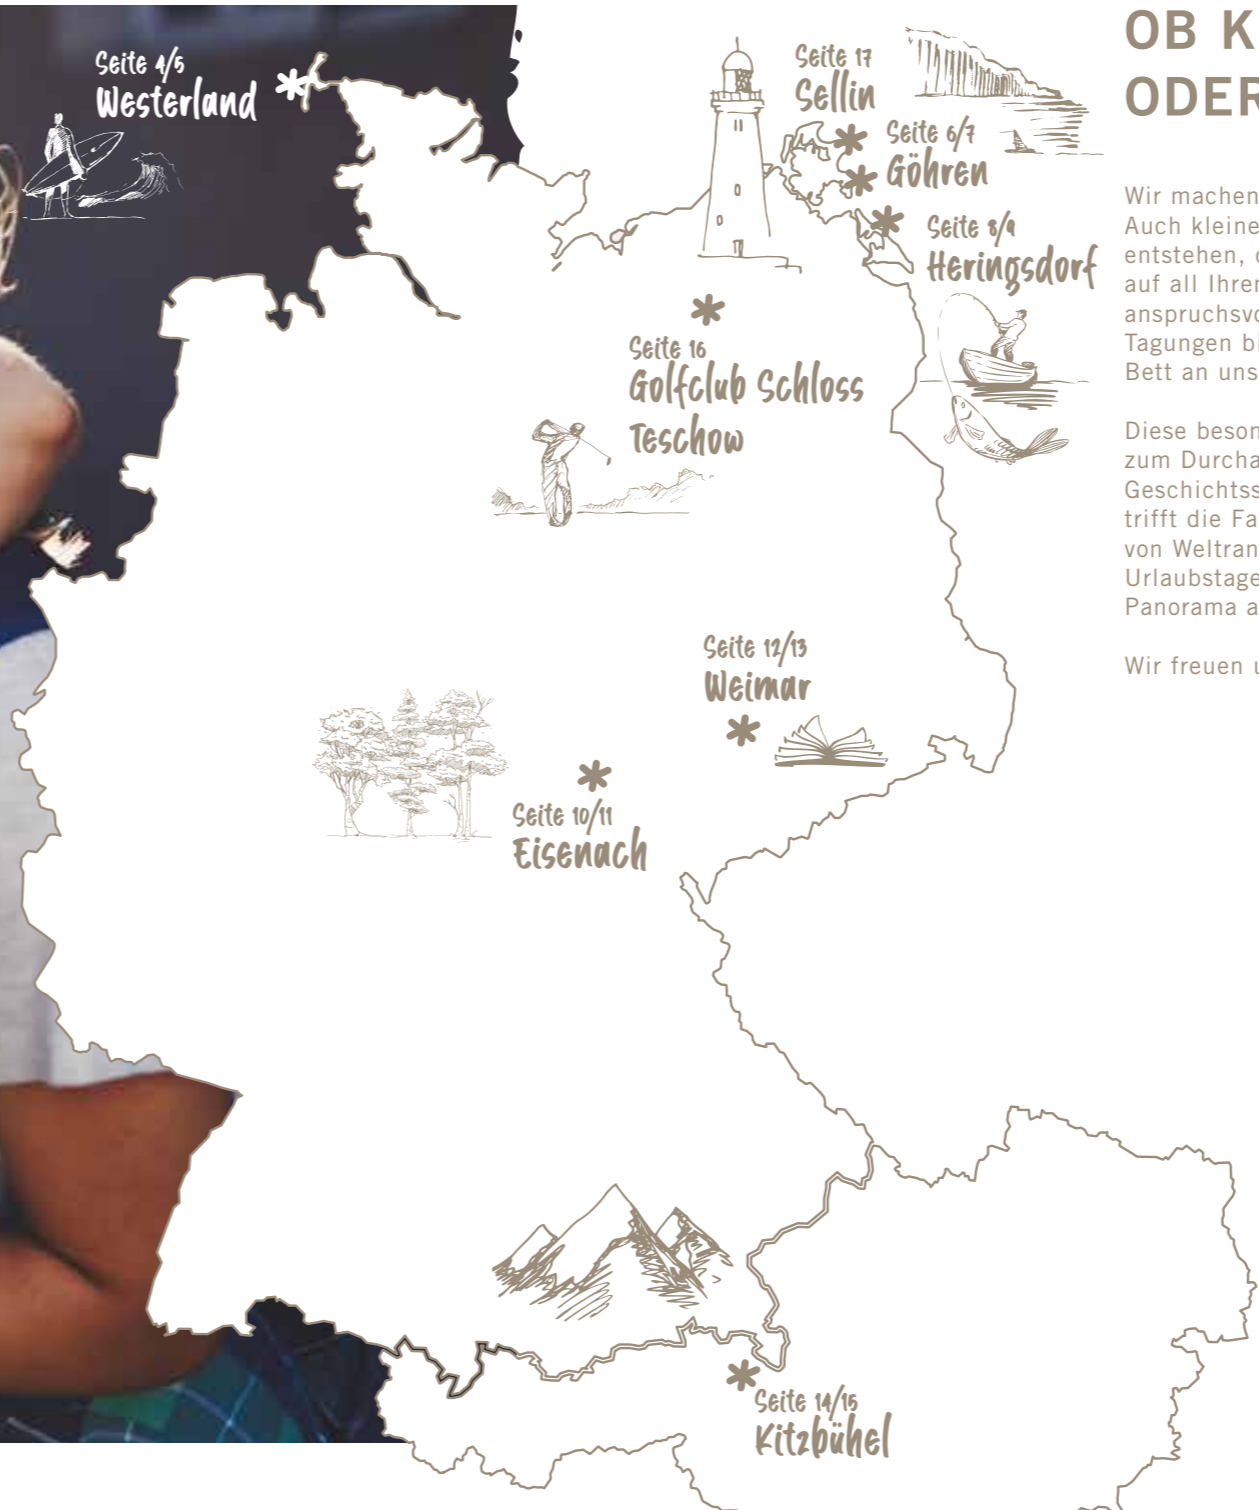 Seite 4/5
Westerland
Seite 17
Sellin
Seite 6/7
Göhren
Seite 8/9
Heringsdorf
Seite 16
Golfclub Schloss
Teschow
Seite 12/13
Weimar
Seite 10/11
Eisenach
Seite 14/15
Kitzbühel
OB K
ODER
Wir machen
Auch kleine
entstehen,
auf all Ihren
anspruchsvo
Tagungen bi
Bett an uns
Diese beson
zum Durcha
Geschichtss
trifft die Fa
von Weltran
Urlaubstage
Panorama a
Wir freuen u